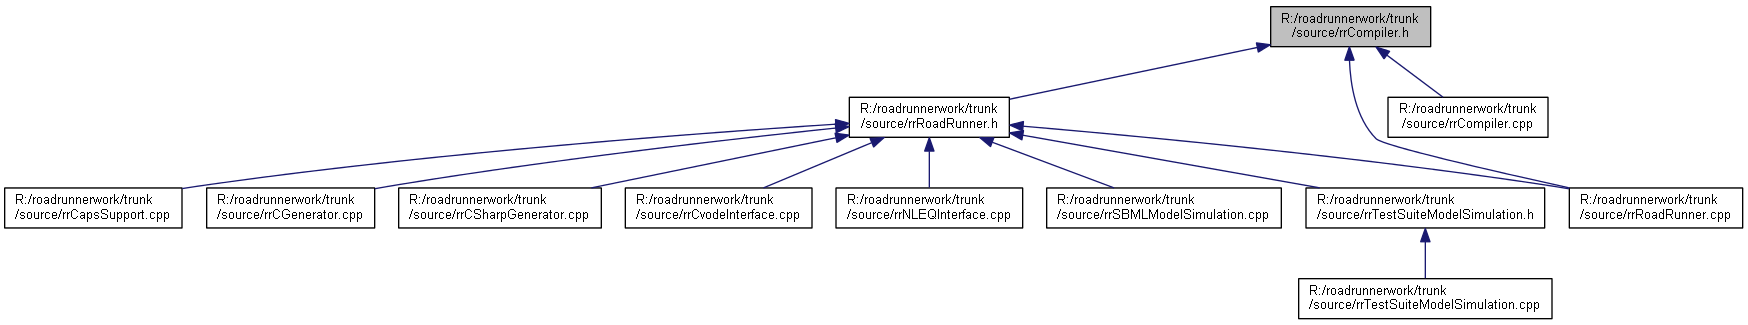 R:/roadrunnerwork/trunk
/source/rrCompiler.h
R:/roadrunnerwork/trunk
/source/rrRoadRunner.h
R:/roadrunnerwork/trunk
/source/rrCompiler.cpp
R:/roadrunnerwork/trunk
/source/rrCapsSupport.cpp
R:/roadrunnerwork/trunk
/source/rrCGenerator.cpp
R:/roadrunnerwork/trunk
/source/rrCSharpGenerator.cpp
R:/roadrunnerwork/trunk
/source/rrCvodeInterface.cpp
R:/roadrunnerwork/trunk
/source/rrNLEQInterface.cpp
R:/roadrunnerwork/trunk
/source/rrSBMLModelSimulation.cpp
R:/roadrunnerwork/trunk
/source/rrTestSuiteModelSimulation.h
R:/roadrunnerwork/trunk
/source/rrRoadRunner.cpp
R:/roadrunnerwork/trunk
/source/rrTestSuiteModelSimulation.cpp